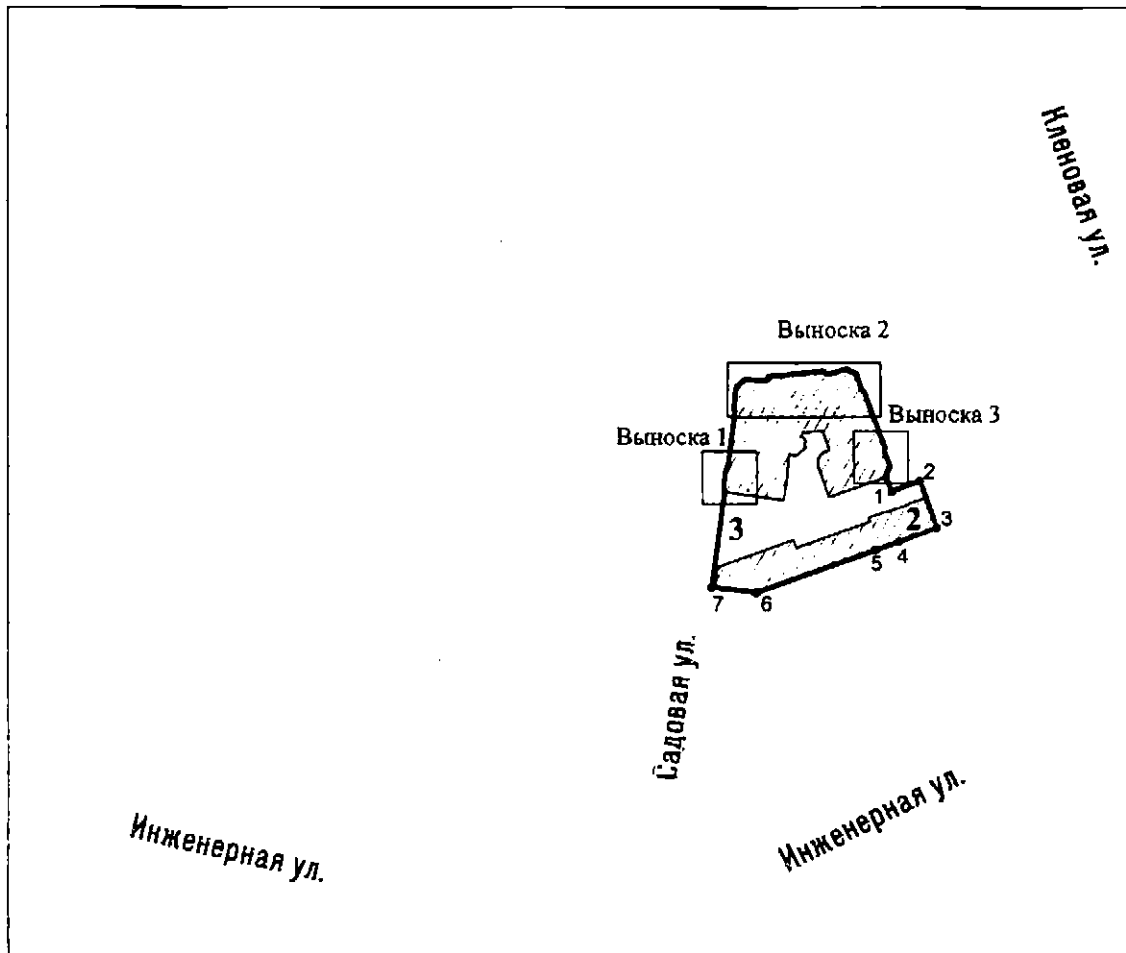 Кленовая ул.
Выноска 2
Выноска 3
Выноска 1
2
1
3
2
3
4
5
7
6
Садовая ул.
Инженерная ул.
Инженерная ул.